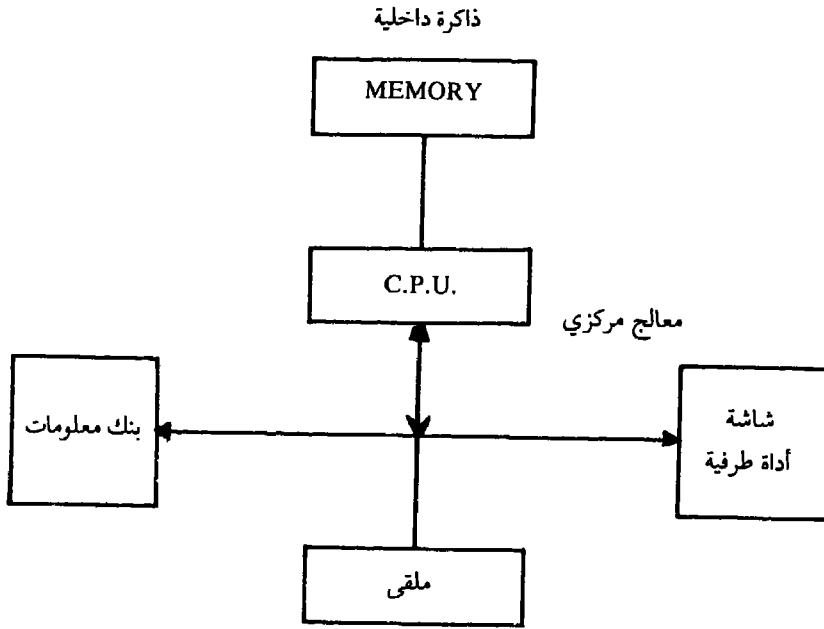 ذاكرة داخلية
MEMORY
C.P.U.
معالج مركزي
بنك معلومات
شاشة
أداة طرفية
ملقى